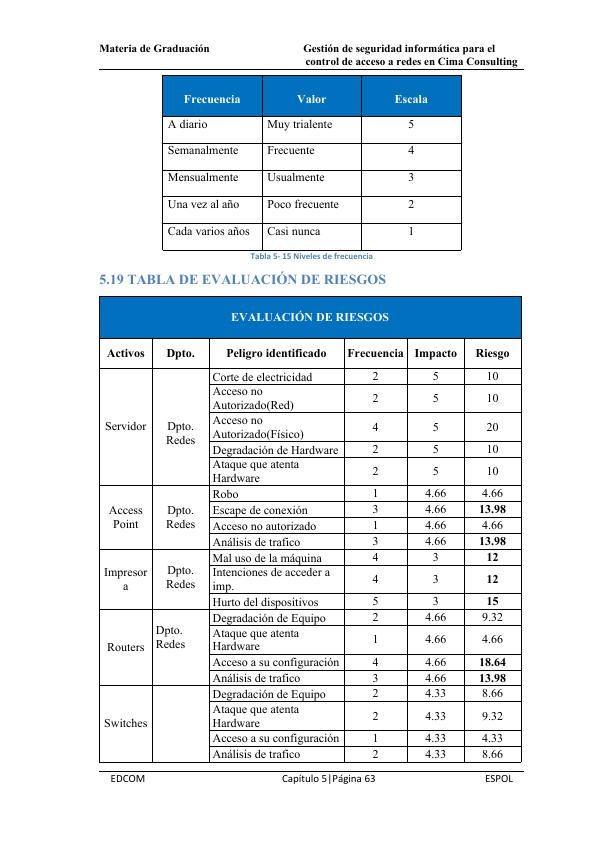 Materia de Graduación Gestión de seguridad informática para el
control de acceso a redes en Cima Consulting
Frecuencia Valor Escala
A diario Muy trialente 5
Semanalmente Frecuente 4
Mensualmente Usualmente 3
Una vez al año Poco frecuente 2
Cada varios años Casi nunca 1
Tabla 5- 15 Niveles de frecuencia
5.19 TABLA DE EVALUACIÓN DE RIESGOS
EVALUACIÓN DE RIESGOS
Activos Dpto. Peligro identificado Frecuencia Impacto Riesgo
Servidor
Dpto.
Redes
Corte de electricidad 2 5 10
Acceso no
Autorizado(Red) 2 5 10
Acceso no
Autorizado(Físico) 4 5 20
Degradación de Hardware 2 5 10
Ataque que atenta
Hardware 2 5 10
Access
Point
Dpto.
Redes
Robo 1 4.66 4.66
Escape de conexión 3 4.66 13.98
Acceso no autorizado 1 4.66 4.66
Análisis de trafico 3 4.66 13.98
Impresor
a
Dpto.
Redes
Mal uso de la máquina 4 3 12
Intenciones de acceder a
imp. 4 3 12
Hurto del dispositivos 5 3 15
Routers
Dpto.
Redes
Degradación de Equipo 2 4.66 9.32
Ataque que atenta
Hardware 1 4.66 4.66
Acceso a su configuración 4 4.66 18.64
Análisis de trafico 3 4.66 13.98
Switches
Degradación de Equipo 2 4.33 8.66
Ataque que atenta
Hardware 2 4.33 9.32
Acceso a su configuración 1 4.33 4.33
Análisis de trafico 2 4.33 8.66
EDCOM Capítulo 5|Página 63 ESPOL